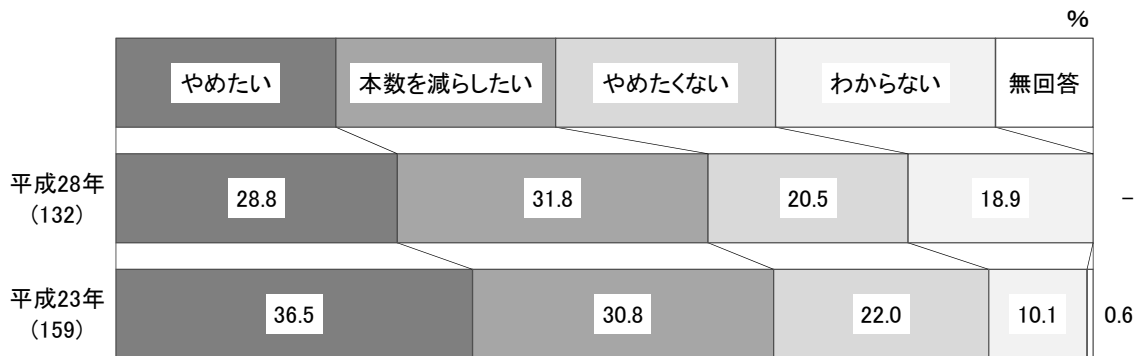 %
やめたい 本数を減らしたい やめたくない わからない 無回答
平成28年
(132)
28.8 31.8 20.5 18.9 -
平成23年
(159)
36.5 30.8 22.0 10.1 0.6